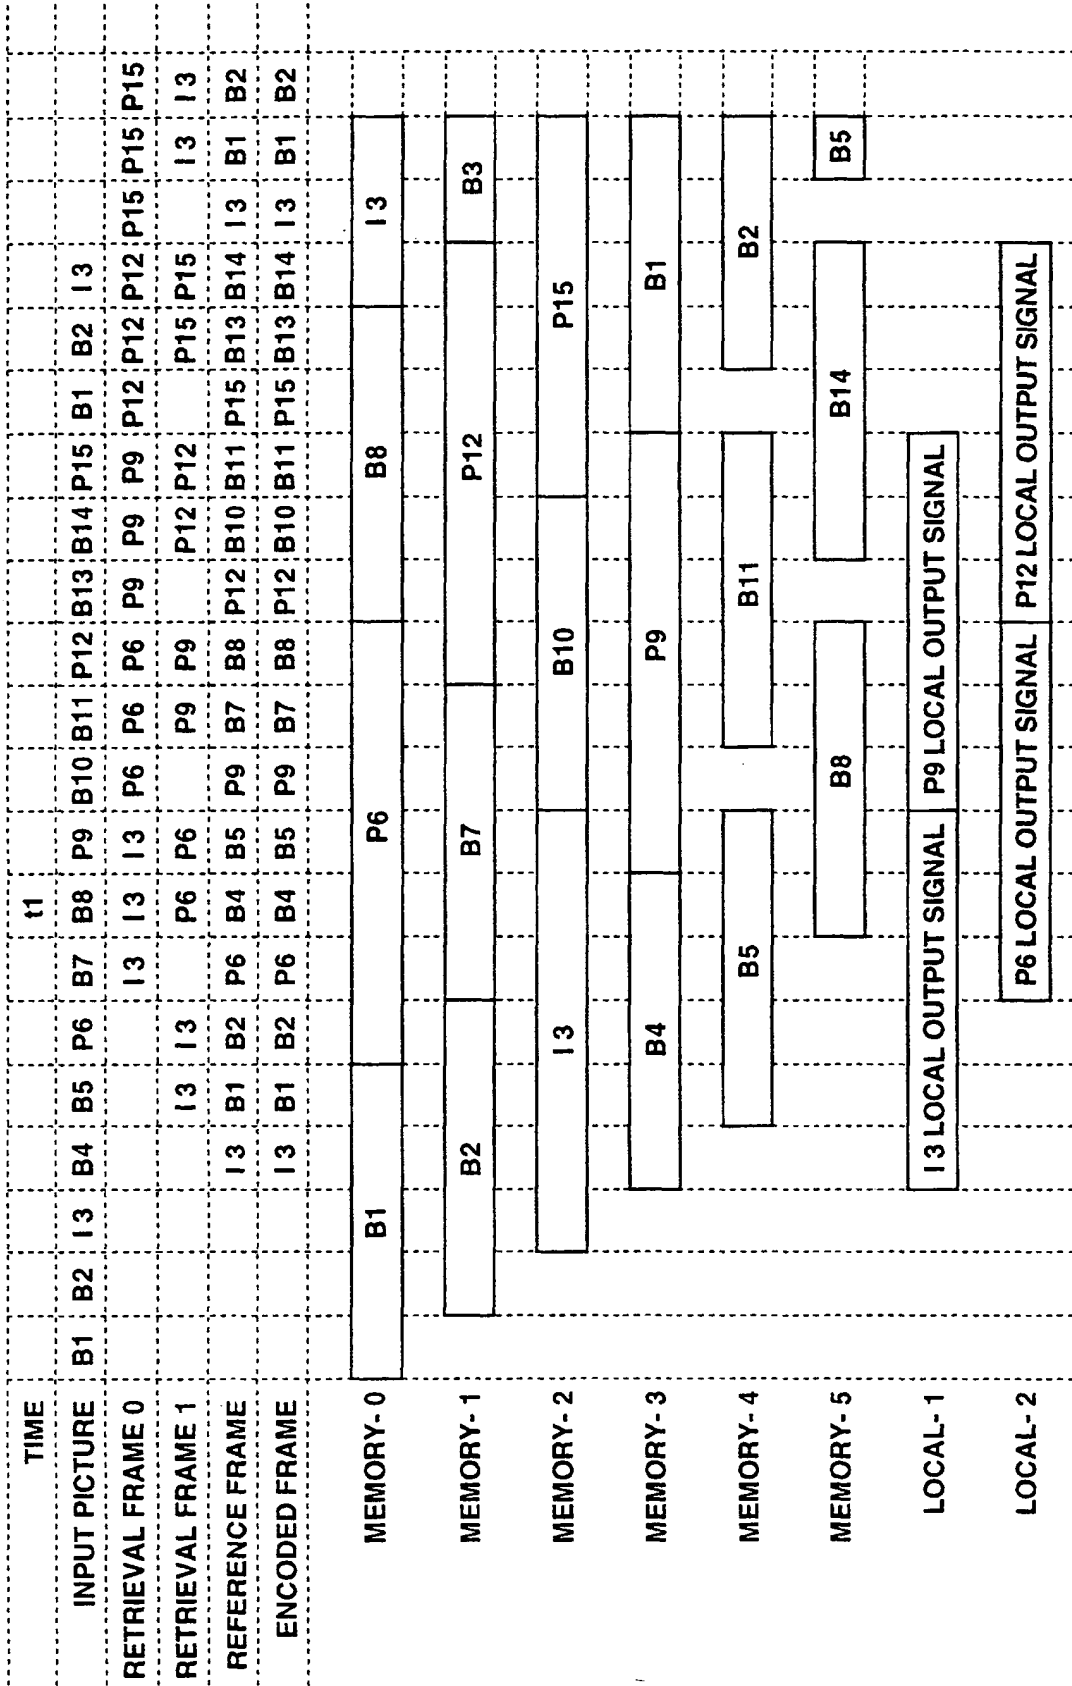 TIME t1
INPUT PICTURE B1 B2 I3 B4 B5 P6 B7 B8 P9 B10 B11 P12 B13 B14 P15 B1 B2 I3
RETRIEVAL FRAME 0 I3 I3 I3 P6 P6 P6 P9 P9 P9 P12 P12 P12 P15 P15 P15
RETRIEVAL FRAME 1 I3 I3 P6 P6 P9 P9 P12 P12 P15 P15 I3 I3
REFERENCE FRAME I3 B1 B2 P6 B4 B5 P9 B7 B8 P12 B10 B11 P15 B13 B14 I3 B1 B2
ENCODED FRAME I3 B1 B2 P6 B4 B5 P9 B7 B8 P12 B10 B11 P15 B13 B14 I3 B1 B2
MEMORY-0 B1 P6 B8 I3
MEMORY-1 B2 B7 P12 B3
MEMORY-2 I3 B10 P15
MEMORY-3 B4 P9 B1
MEMORY-4 B5 B11 B2
MEMORY-5 B8 B14 B5
LOCAL-1 I3 LOCAL OUTPUT SIGNAL P9 LOCAL OUTPUT SIGNAL
LOCAL-2 P6 LOCAL OUTPUT SIGNAL P12 LOCAL OUTPUT SIGNAL